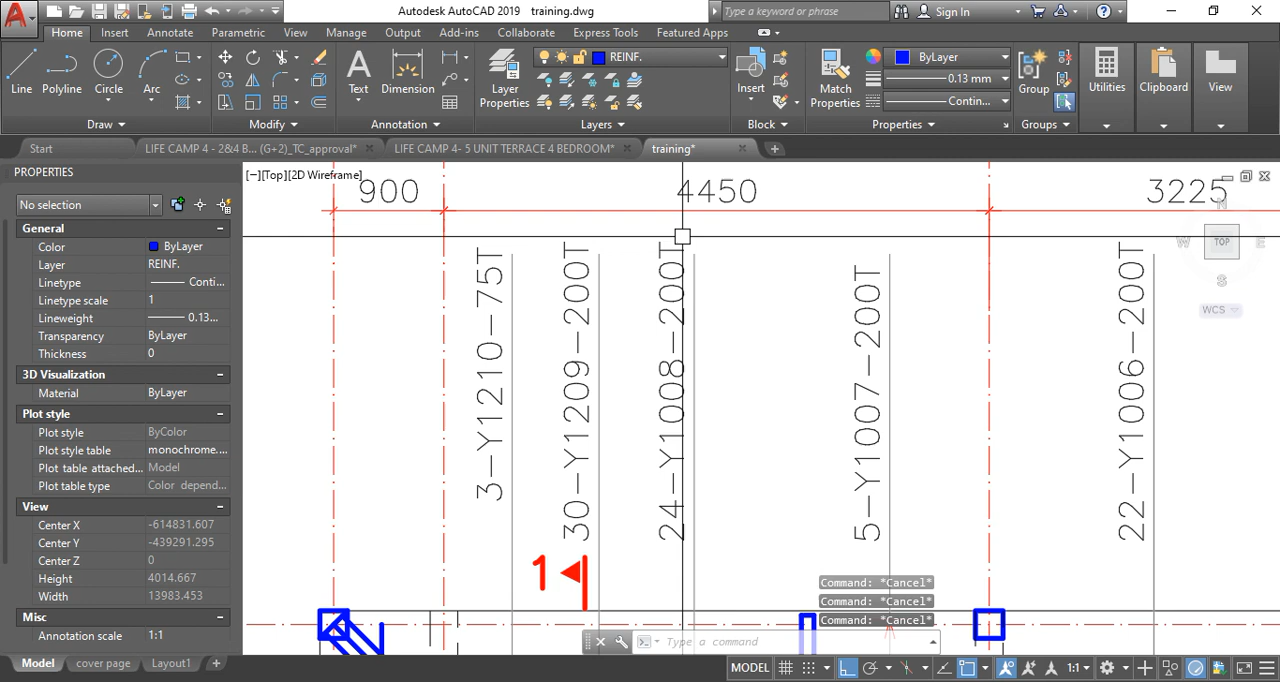 Autodesk AutoCAD 2019 training.dwg
Type a keyword or phrase
Sign In
Home Insert Annotate Parametric View Manage Output Add-ins Collaborate Express Tools Featured Apps
Line Polyline Circle Arc
Text Dimension
Layer Properties
REINF.
Insert
Match Properties
ByLayer
0.13 mm
Contin...
Group
Utilities
Clipboard
View
Draw Modify Annotation Layers Block Properties Groups
Start
LIFE CAMP 4 - 2&4 B... (G+2)_TC_approval*
LIFE CAMP 4- 5 UNIT TERRACE 4 BEDROOM*
training*
PROPERTIES
No selection
General
Color ByLayer
Layer REINF.
Linetype Conti...
Linetype scale 1
Lineweight 0.13...
Transparency ByLayer
Thickness 0
3D Visualization
Material ByLayer
Plot style
Plot style ByColor
Plot style table monochrome....
Plot table attached... Model
Plot table type Color depend...
View
Center X -614831.607
Center Y -439291.295
Center Z 0
Height 4014.667
Width 13983.453
Misc
Annotation scale 1:1
[−][Top][2D Wireframe]
900
4450
3225
3-Y1210-75T
30-Y1209-200T
24-Y1008-200T
5-Y1007-200T
22-Y1006-200T
1
N
W TOP E
S
WCS
Command: *Cancel*
Command: *Cancel*
Command: *Cancel*
Type a command
Model cover page Layout1
MODEL
1:1